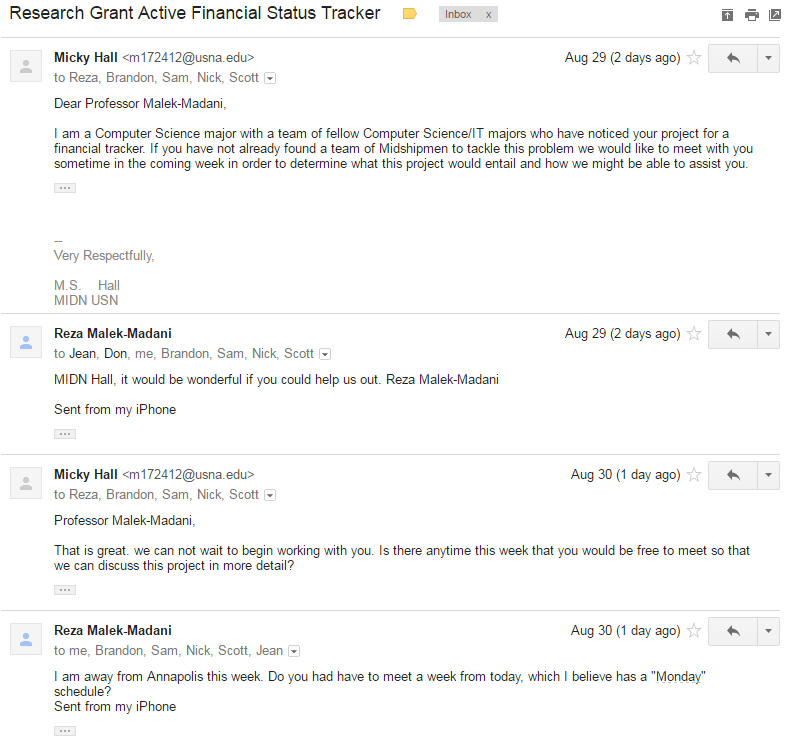 Research Grant Active Financial Status Tracker Inbox x
Micky Hall <m172412@usna.edu> Aug 29 (2 days ago)
to Reza, Brandon, Sam, Nick, Scott
Dear Professor Malek-Madani,
I am a Computer Science major with a team of fellow Computer Science/IT majors who have noticed your project for a
financial tracker. If you have not already found a team of Midshipmen to tackle this problem we would like to meet with you
sometime in the coming week in order to determine what this project would entail and how we might be able to assist you.
...
--
Very Respectfully,
M.S. Hall
MIDN USN
Reza Malek-Madani Aug 29 (2 days ago)
to Jean, Don, me, Brandon, Sam, Nick, Scott
MIDN Hall, it would be wonderful if you could help us out. Reza Malek-Madani
Sent from my iPhone
...
Micky Hall <m172412@usna.edu> Aug 30 (1 day ago)
to Reza, Brandon, Sam, Nick, Scott
Professor Malek-Madani,
That is great. we can not wait to begin working with you. Is there anytime this week that you would be free to meet so that
we can discuss this project in more detail?
...
Reza Malek-Madani Aug 30 (1 day ago)
to me, Brandon, Sam, Nick, Scott, Jean
I am away from Annapolis this week. Do you had have to meet a week from today, which I believe has a "Monday"
schedule?
Sent from my iPhone
...